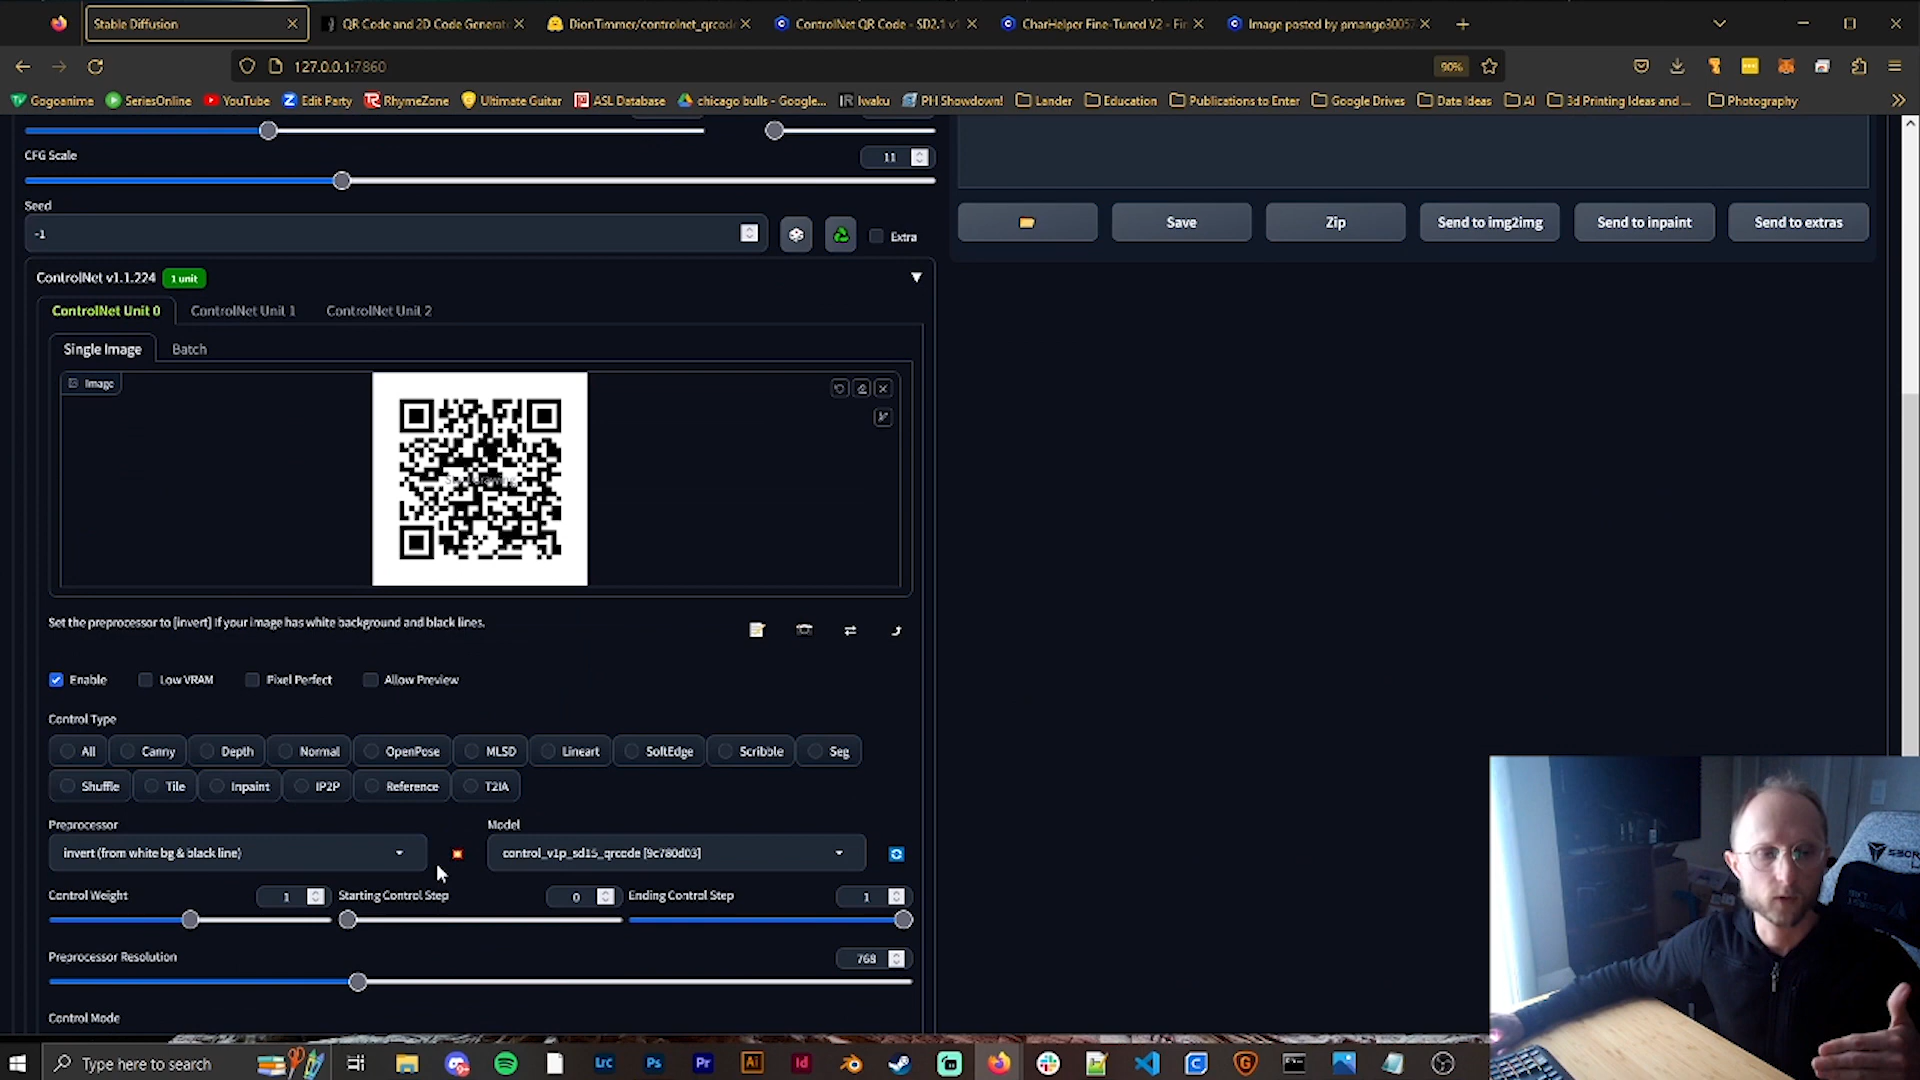 Stable Diffusion
QR Code and 2D Code Generat
DionTimmer/controlnet_qrcode
ControlNet QR Code - SD2.1 v1
CharHelper Fine-Tuned V2 - Fi
Image posted by pmango30057
127.0.0.1:7860
90%
Gogoanime
SeriesOnline
YouTube
Edit Party
RhymeZone
Ultimate Guitar
ASL Database
chicago bulls - Google...
Iwaku
PH Showdown!
Lander
Education
Publications to Enter
Google Drives
Date Ideas
AI
3d Printing Ideas and ...
Photography
CFG Scale
11
Seed
-1
Extra
Save
Zip
Send to img2img
Send to inpaint
Send to extras
ControlNet v1.1.224
1 unit
ControlNet Unit 0
ControlNet Unit 1
ControlNet Unit 2
Single Image
Batch
Image
Set the preprocessor to [invert] If your image has white background and black lines.
Enable
Low VRAM
Pixel Perfect
Allow Preview
Control Type
All
Canny
Depth
Normal
OpenPose
MLSD
Lineart
SoftEdge
Scribble
Seg
Shuffle
Tile
Inpaint
IP2P
Reference
T2IA
Preprocessor
Model
invert (from white bg & black line)
control_v1p_sd15_qrcode [9c780d03]
Control Weight
1
Starting Control Step
0
Ending Control Step
1
Preprocessor Resolution
768
Control Mode
Type here to search
Lrc
Ps
Pr
Ai
Id